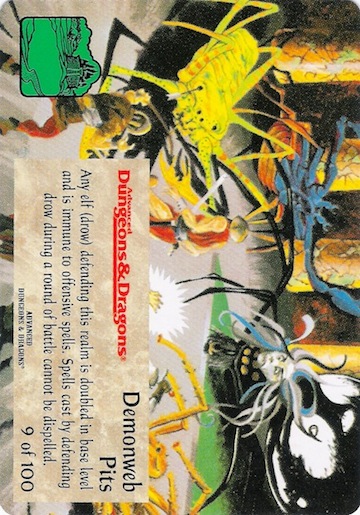 Advanced
Dungeons & Dragons®
Demonweb
Pits
Any elf (drow) defending this realm is doubled in base level
and is immune to offensive spells. Spells cast by defending
drow during a round of battle cannot be dispelled.
ADVANCED
DUNGEONS & DRAGONS®
9 of 100